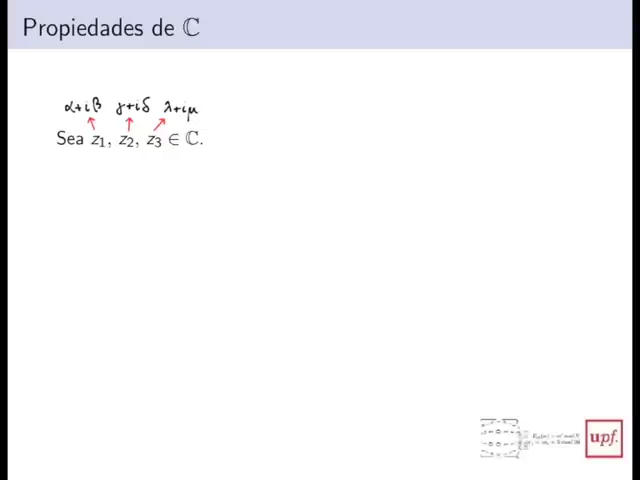 Propiedades de ℂ
α+iβ γ+iδ λ+iμ
Sea z₁, z₂, z₃ ∈ ℂ.
upf.